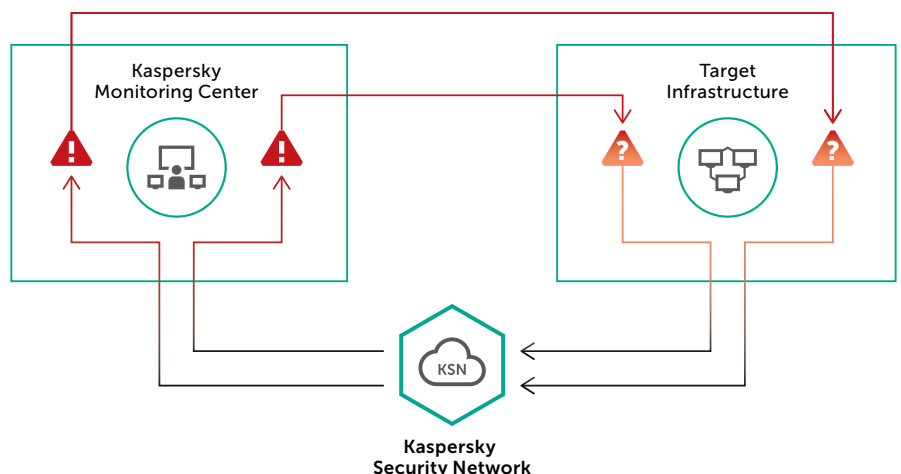 Kaspersky
Monitoring Center
Target
Infrastructure
!
!
?
?
KSN
Kaspersky
Security Network